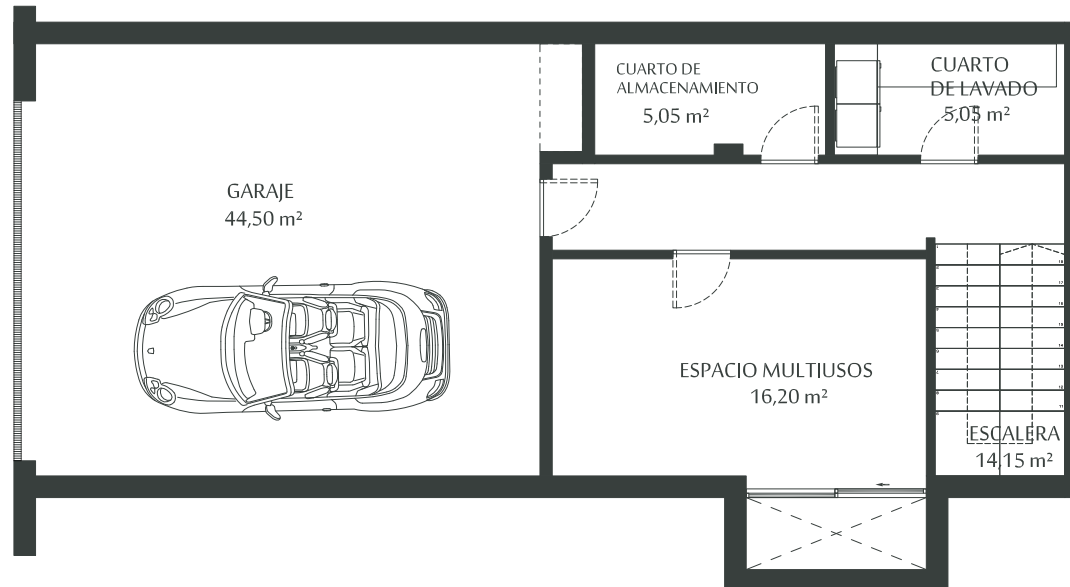 CUARTO DE
ALMACENAMIENTO
5,05 m²
CUARTO
DE LAVADO
5,05 m²
GARAJE
44,50 m²
ESPACIO MULTIUSOS
16,20 m²
ESCALERA
14,15 m²